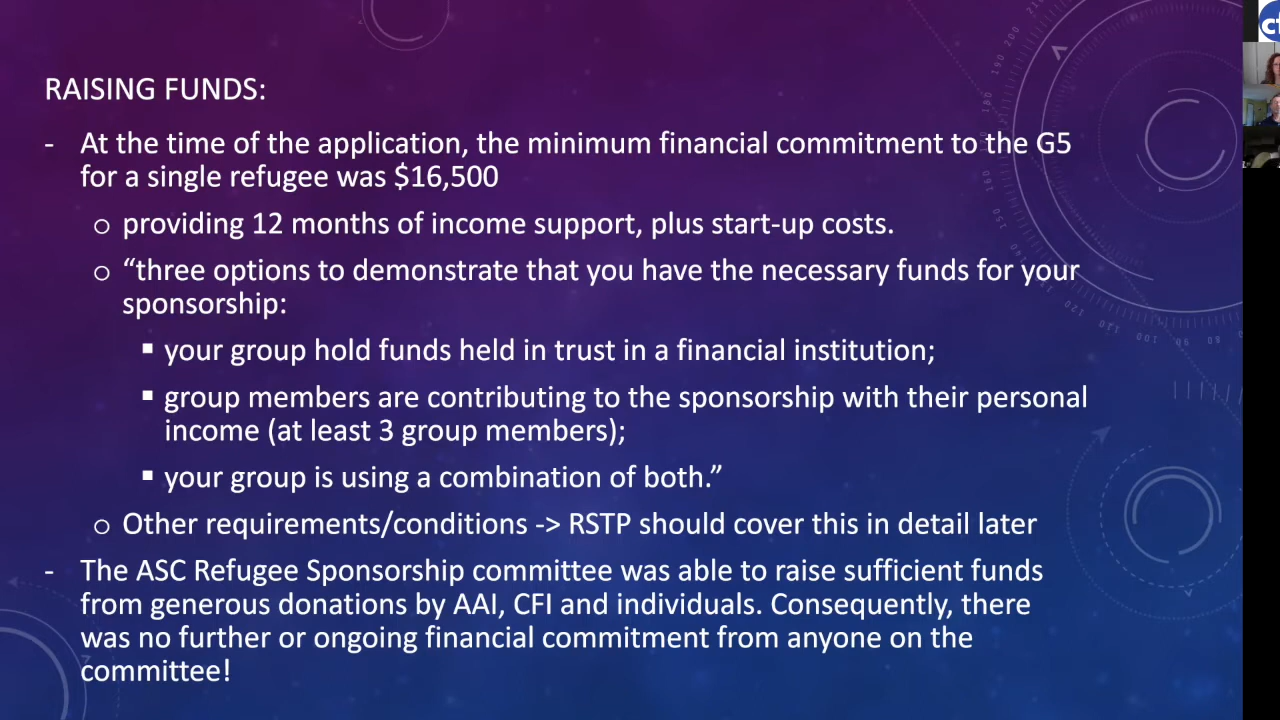 RAISING FUNDS:
- At the time of the application, the minimum financial commitment to the G5
for a single refugee was $16,500
o providing 12 months of income support, plus start-up costs.
o “three options to demonstrate that you have the necessary funds for your
sponsorship:
▪ your group hold funds held in trust in a financial institution;
▪ group members are contributing to the sponsorship with their personal
income (at least 3 group members);
▪ your group is using a combination of both.”
o Other requirements/conditions -> RSTP should cover this in detail later
- The ASC Refugee Sponsorship committee was able to raise sufficient funds
from generous donations by AAI, CFI and individuals. Consequently, there
was no further or ongoing financial commitment from anyone on the
committee!